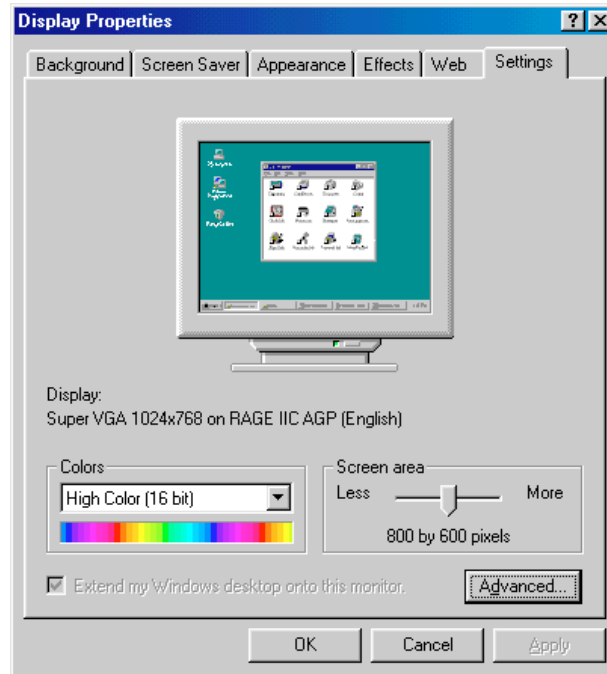 Display Properties
Background Screen Saver Appearance Effects Web Settings
Display:
Super VGA 1024x768 on RAGE IIC AGP (English)
Colors
High Color (16 bit)
Screen area
Less More
800 by 600 pixels
Extend my Windows desktop onto this monitor.
Advanced...
OK Cancel Apply